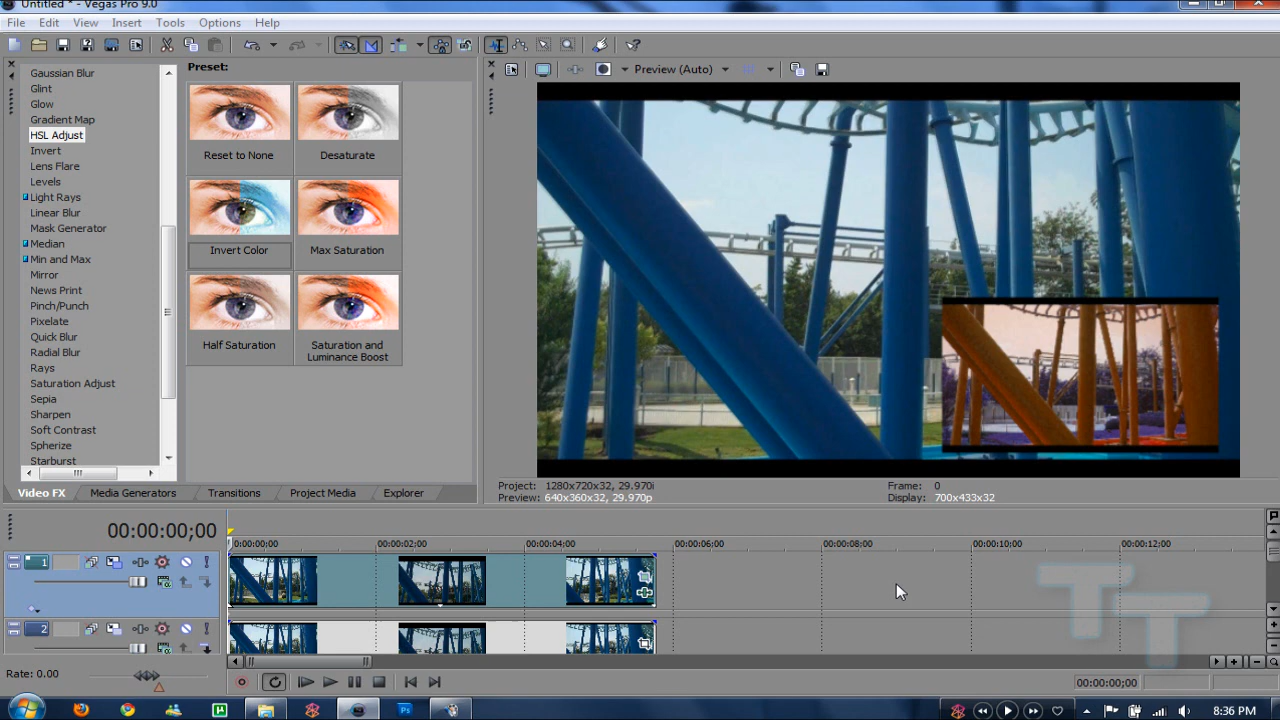 Untitled * - Vegas Pro 9.0
File Edit View Insert Tools Options Help
Preset:
Preview (Auto)
Gaussian Blur
Glint
Glow
Gradient Map
HSL Adjust
Invert
Lens Flare
Levels
Light Rays
Linear Blur
Mask Generator
Median
Min and Max
Mirror
News Print
Pinch/Punch
Pixelate
Quick Blur
Radial Blur
Rays
Saturation Adjust
Sepia
Sharpen
Soft Contrast
Spherize
Starburst
Reset to None
Desaturate
Invert Color
Max Saturation
Half Saturation
Saturation and
Luminance Boost
Video FX Media Generators Transitions Project Media Explorer
Project: 1280x720x32, 29.970i
Frame: 0
Preview: 640x360x32, 29.970p
Display: 700x433x32
00:00:00;00
0:00:00;00 00:00:02;00 00:00:04;00 00:00:06;00 00:00:08;00 00:00:10;00 00:00:12;00
1
2
TT
Rate: 0.00
00:00:00;00
Ps
8:36 PM